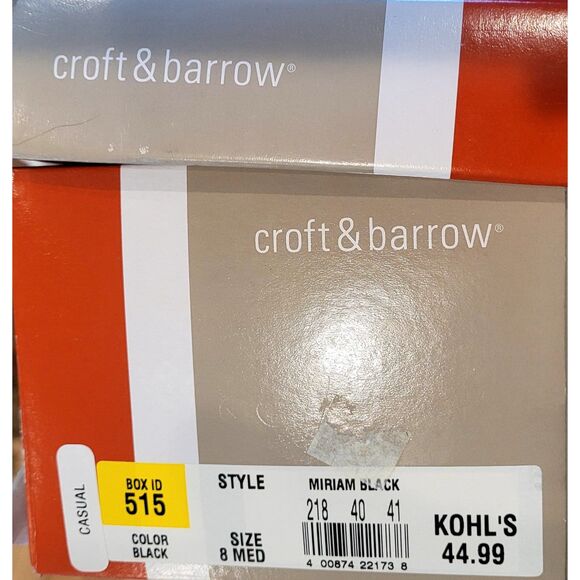 croft & barrow®
croft & barrow®
CASUAL
BOX ID
515
COLOR
BLACK
STYLE
SIZE
8 MED
MIRIAM BLACK
218 40 41
4 00874 22173 8
KOHL'S
44.99